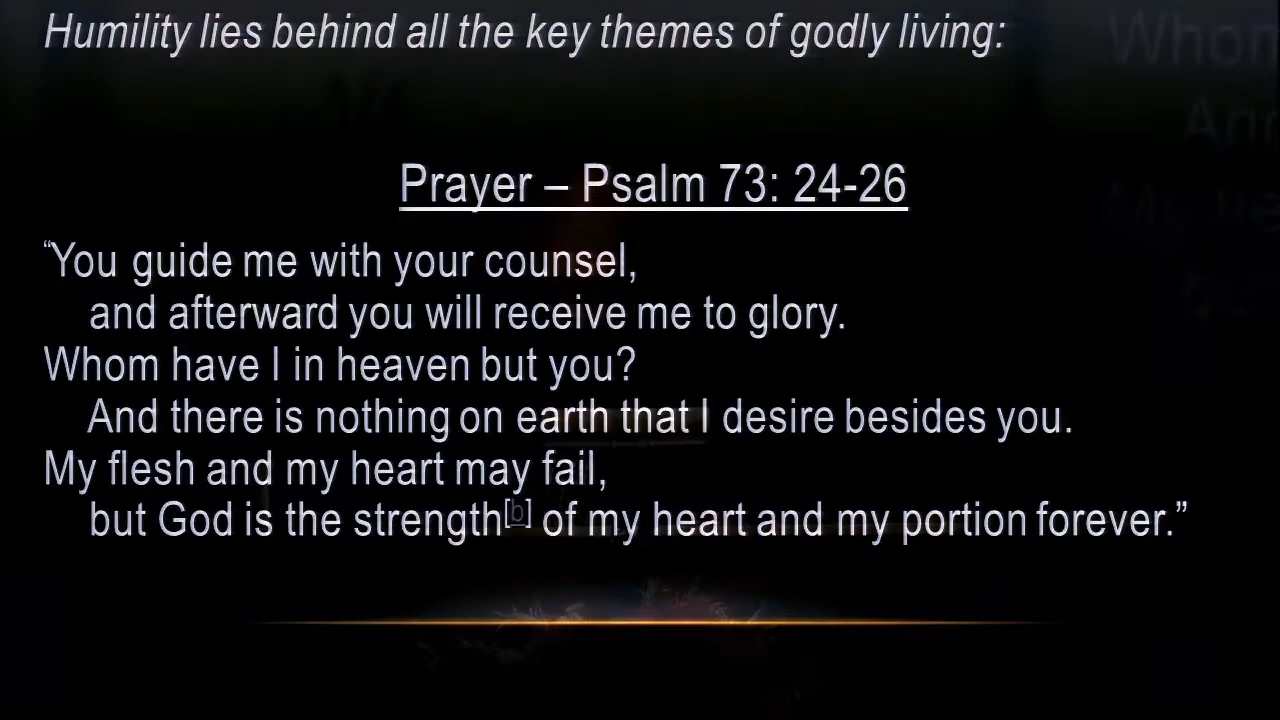 Humility lies behind all the key themes of godly living:
Prayer – Psalm 73: 24-26
“You guide me with your counsel,
and afterward you will receive me to glory.
Whom have I in heaven but you?
And there is nothing on earth that I desire besides you.
My flesh and my heart may fail,
but God is the strength[b] of my heart and my portion forever.”